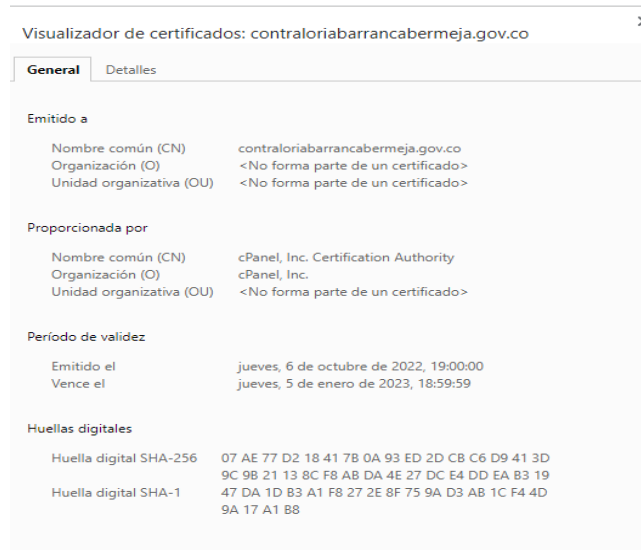 Visualizador de certificados: contraloriabarrancabermeja.gov.co
General Detalles
Emitido a
Nombre común (CN) contraloriabarrancabermeja.gov.co
Organización (O) <No forma parte de un certificado>
Unidad organizativa (OU) <No forma parte de un certificado>
Proporcionada por
Nombre común (CN) cPanel, Inc. Certification Authority
Organización (O) cPanel, Inc.
Unidad organizativa (OU) <No forma parte de un certificado>
Período de validez
Emitido el jueves, 6 de octubre de 2022, 19:00:00
Vence el jueves, 5 de enero de 2023, 18:59:59
Huellas digitales
Huella digital SHA-256 07 AE 77 D2 18 41 7B 0A 93 ED 2D CB C6 D9 41 3D
9C 9B 21 13 8C F8 AB DA 4E 27 DC E4 DD EA B3 19
Huella digital SHA-1 47 DA 1D B3 A1 F8 27 2E 8F 75 9A D3 AB 1C F4 4D
9A 17 A1 B8